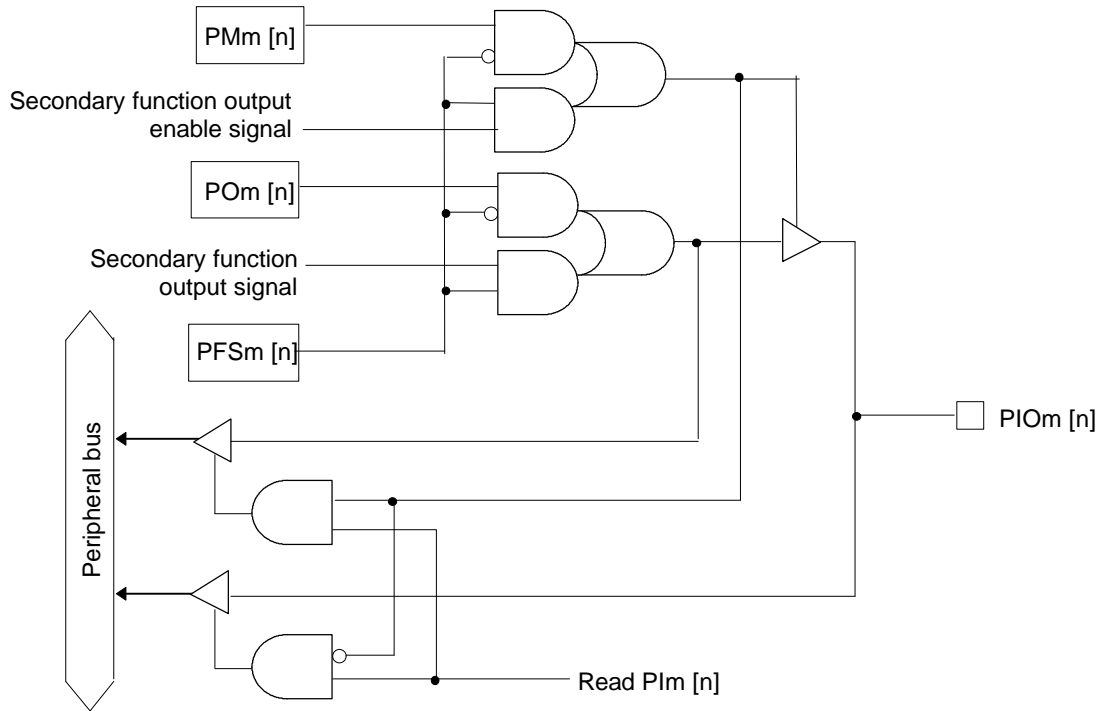 PMm [n]
Secondary function output
enable signal
POm [n]
Secondary function
output signal
PFSm [n]
PIOm [n]
Peripheral bus
Read PIm [n]